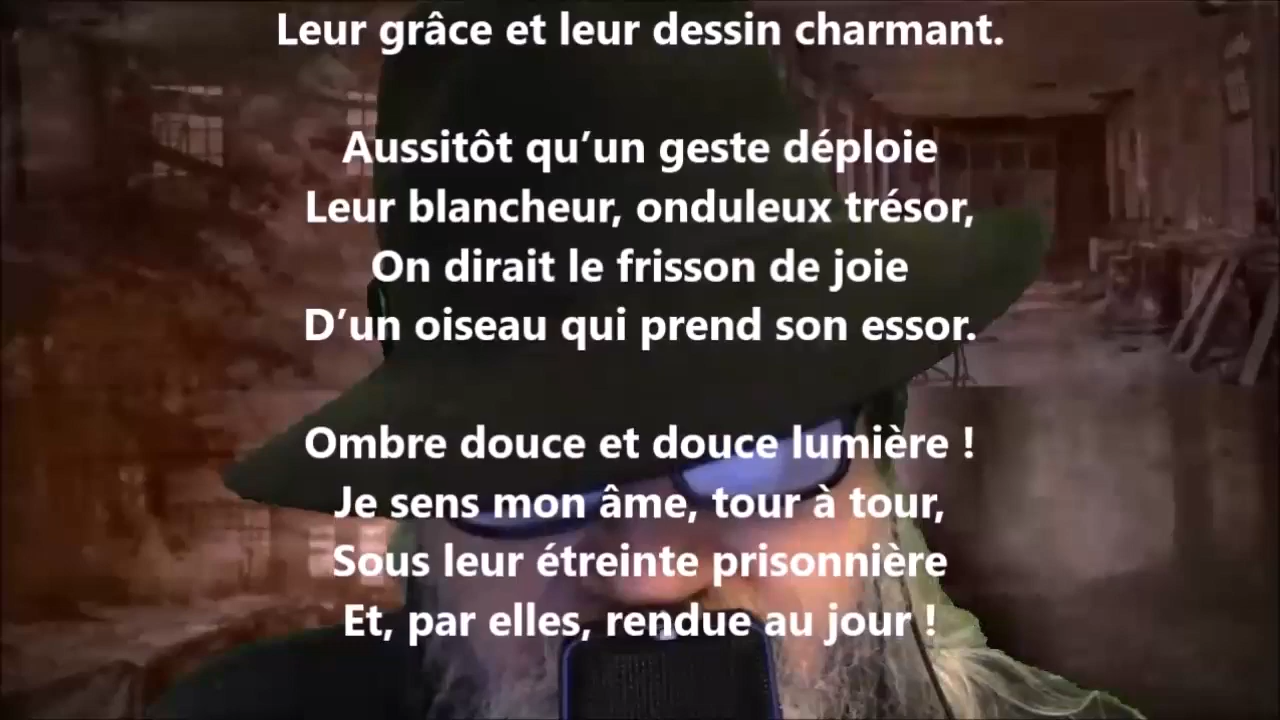 Leur grâce et leur dessin charmant.
Aussitôt qu’un geste déploie
Leur blancheur, onduleux trésor,
On dirait le frisson de joie
D’un oiseau qui prend son essor.
Ombre douce et douce lumière !
Je sens mon âme, tour à tour,
Sous leur étreinte prisonnière
Et, par elles, rendue au jour !